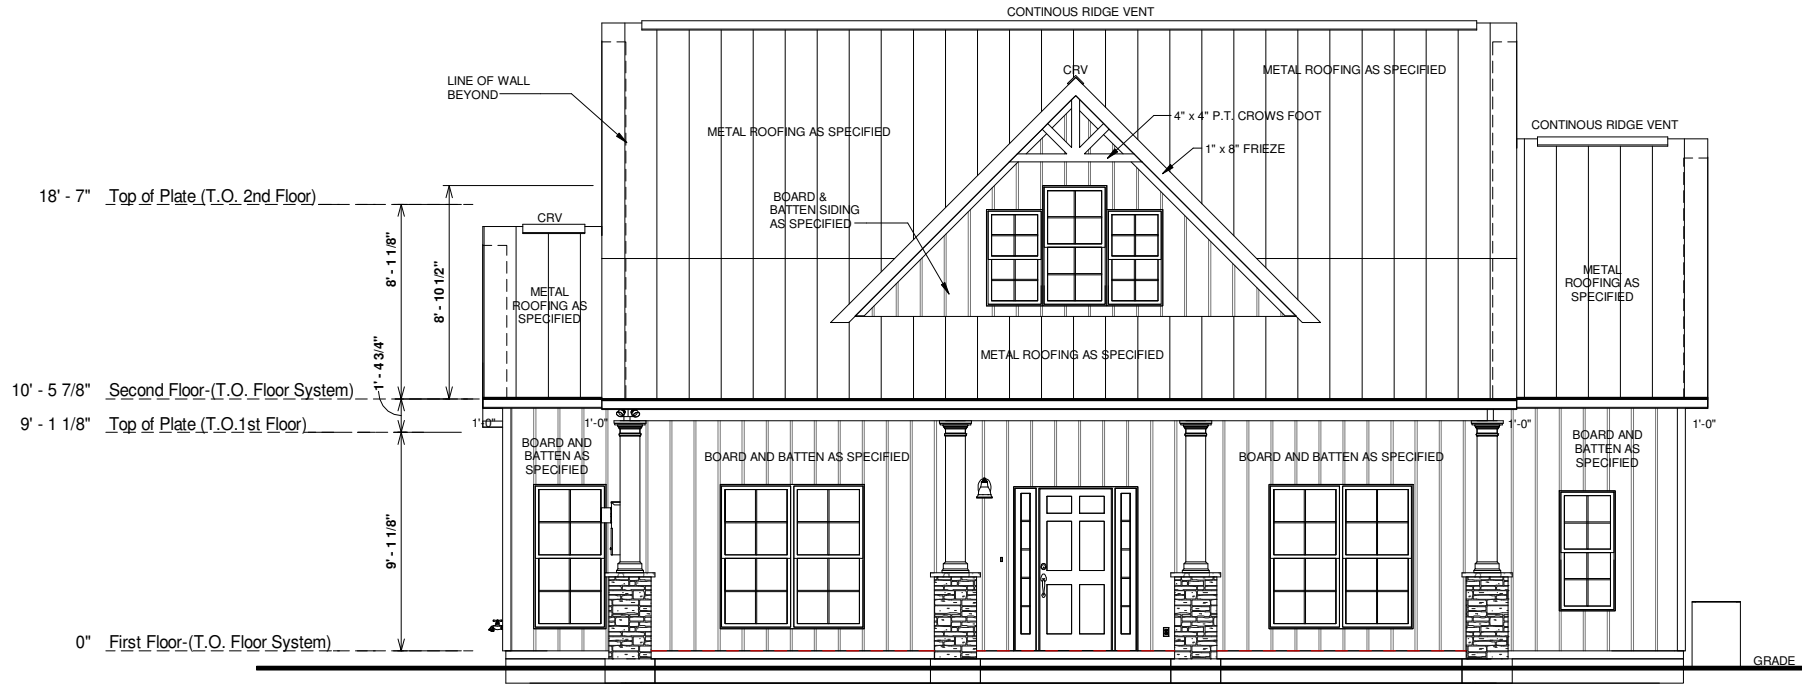 CONTINOUS RIDGE VENT
CRV
METAL ROOFING AS SPECIFIED
LINE OF WALL
BEYOND
4" x 4" P.T. CROWS FOOT
METAL ROOFING AS SPECIFIED
CONTINOUS RIDGE VENT
1" x 8" FRIEZE
18' - 7" Top of Plate (T.O. 2nd Floor)
BOARD &
BATTEN SIDING
AS SPECIFIED
CRV
8' - 1 1/8"
8' - 10 1/2"
METAL
ROOFING AS
SPECIFIED
METAL
ROOFING AS
SPECIFIED
METAL ROOFING AS SPECIFIED
1' - 4 3/4"
10' - 5 7/8" Second Floor-(T.O. Floor System)
9' - 1 1/8" Top of Plate (T.O.1st Floor)
1'-0"
1'-0"
1'-0"
1'-0"
BOARD AND
BATTEN AS
SPECIFIED
BOARD AND BATTEN AS SPECIFIED
BOARD AND BATTEN AS SPECIFIED
BOARD AND
BATTEN AS
SPECIFIED
9' - 1 1/8"
0" First Floor-(T.O. Floor System)
GRADE